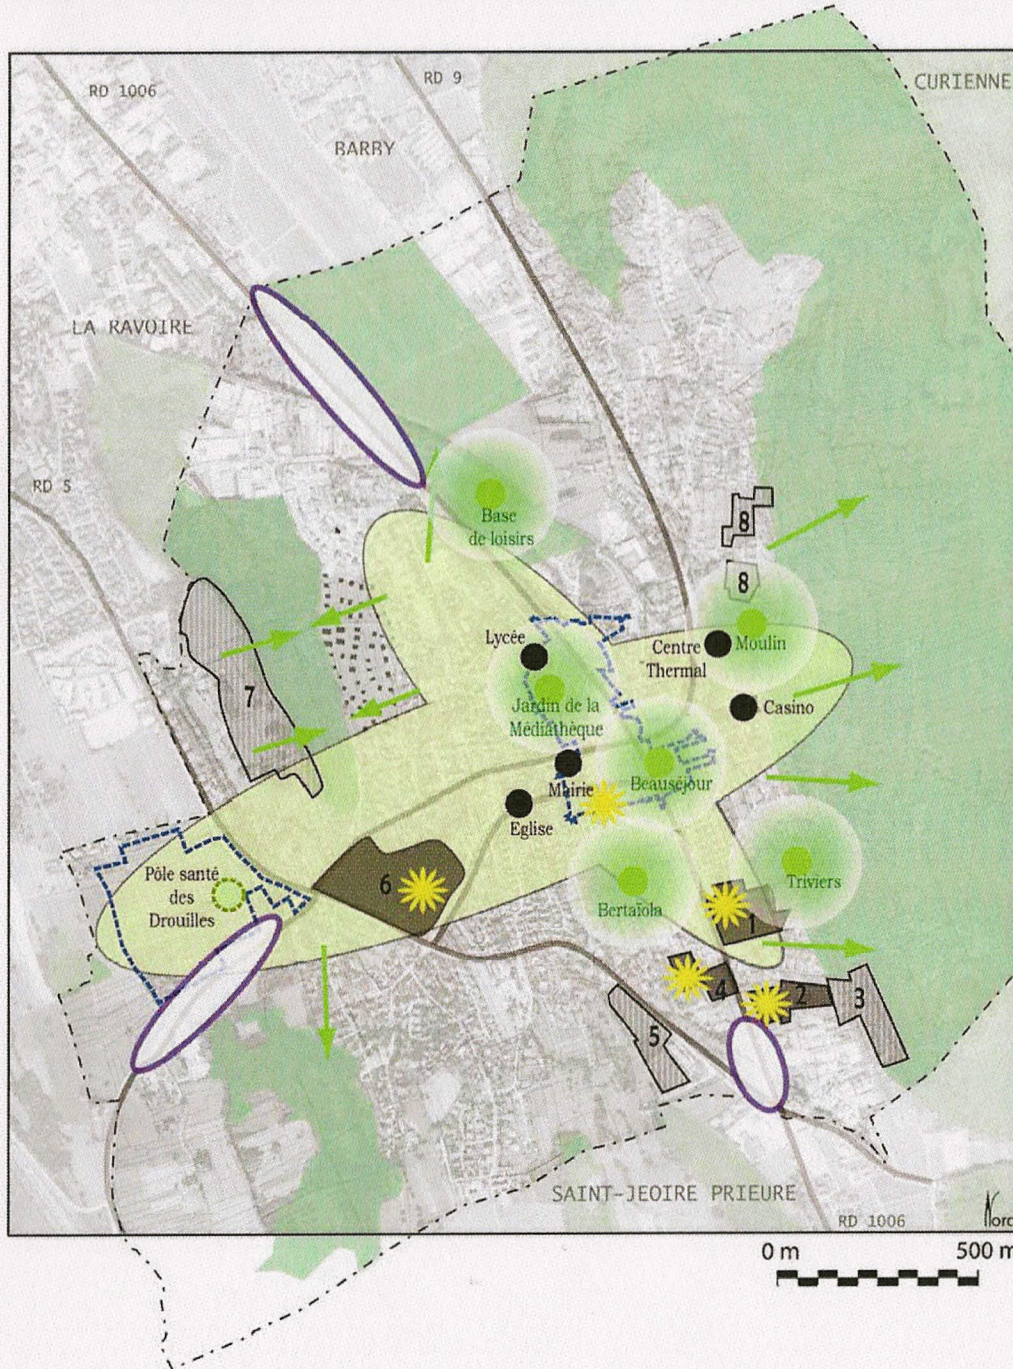 CURIENNE
RD 1006
RD 9
BARBY
LA RAVOIRE
RD 5
Base
de loisirs
8
8
Lycée
Centre
Thermal
Moulin
7
Jardin de la
Médiathèque
Casino
Mairie
Beauséjour
Eglise
Pôle santé
des
Drouilles
6
Bertaïola
Triviers
1
4
2
3
5
SAINT-JEOIRE PRIEURE
RD 1006
Nord
0 m
500 m